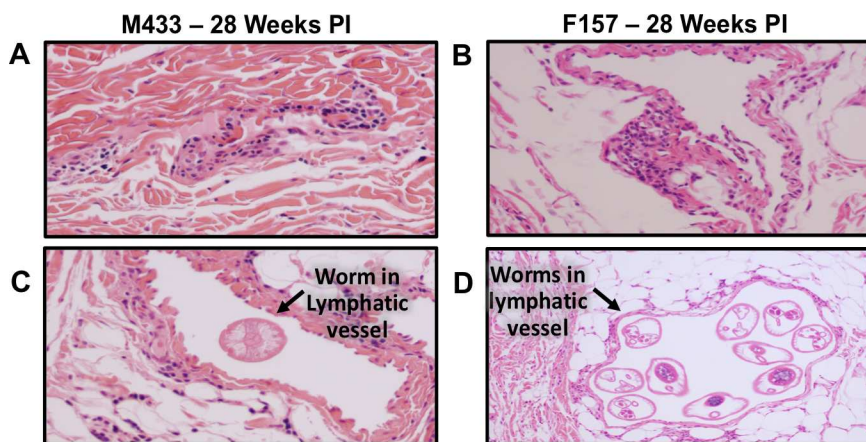 M433 – 28 Weeks PI
F157 – 28 Weeks PI
A
B
C
Worm in
Lymphatic
vessel
D
Worms in
lymphatic
vessel